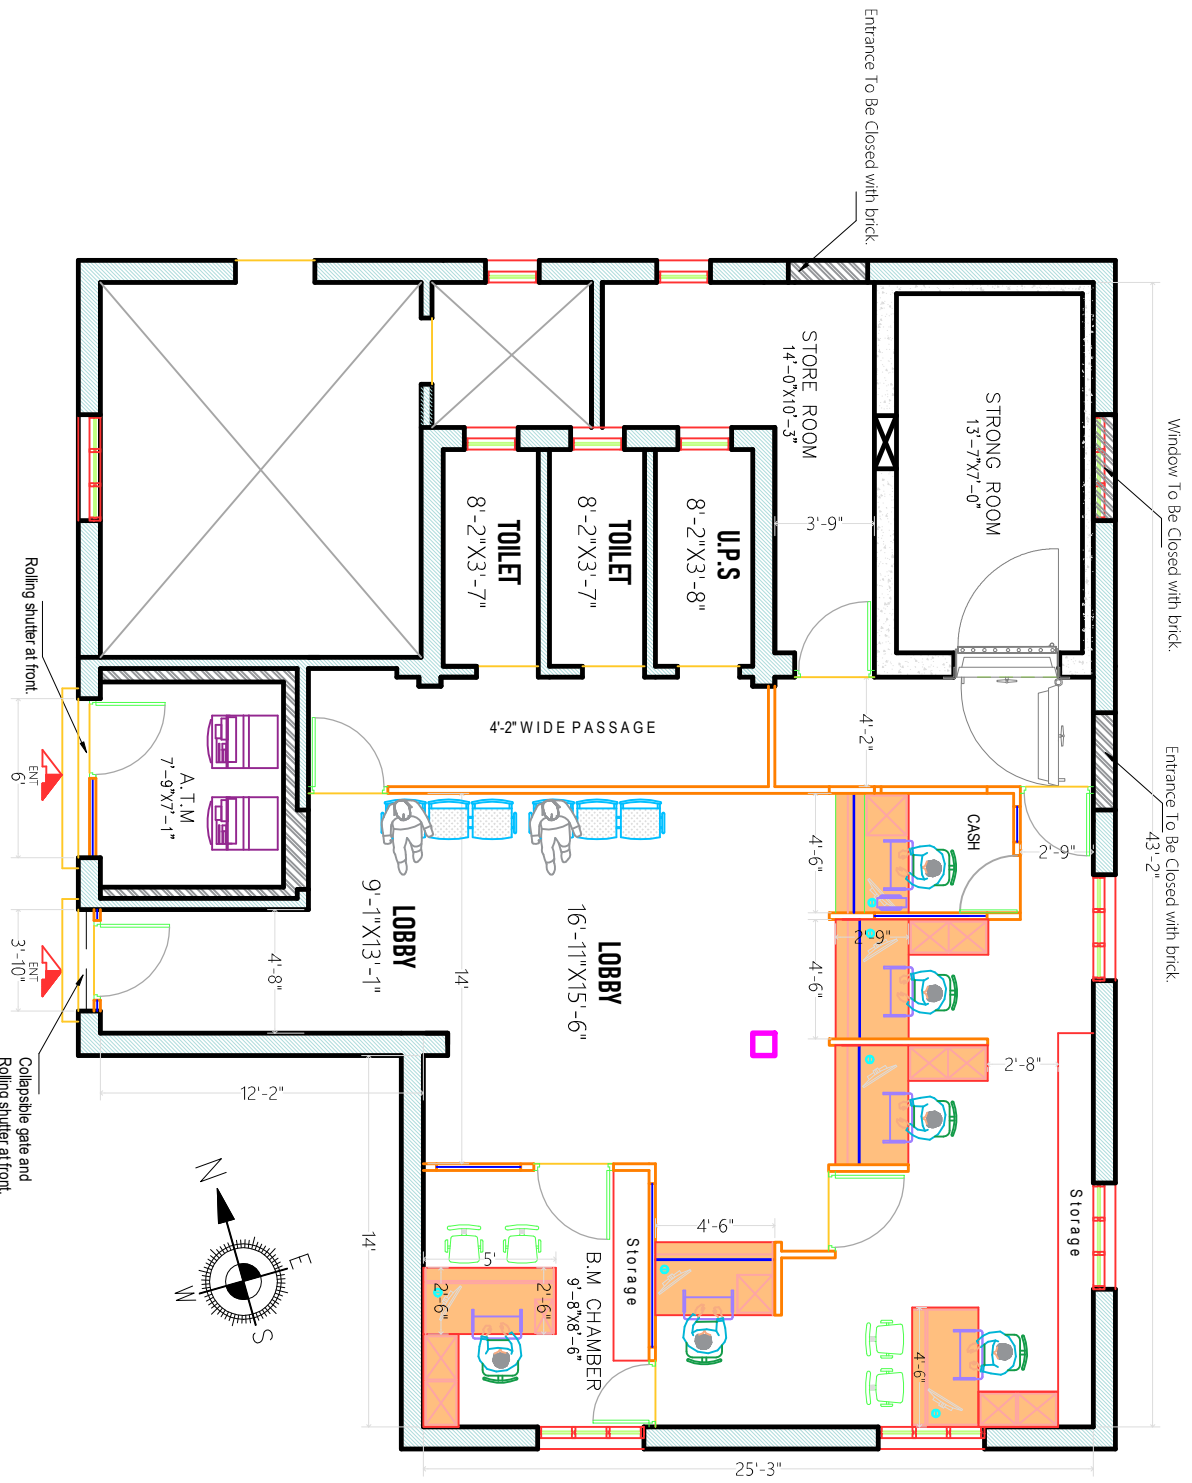 Entrance To Be Closed with brick.
Window To Be Closed with brick.
Entrance To Be Closed with brick.
43'-2"
STORE ROOM
14'-0"X10'-3"
STRONG ROOM
13'-7"X7'-0"
3'-9"
U.P.S
8'-2"X3'-8"
TOILET
8'-2"X3'-7"
TOILET
8'-2"X3'-7"
4'-2" WIDE PASSAGE
4'-2"
Rolling shutter at front.
A.T.M
7'-9"X7'-1"
ENT
6'
ENT
3'-10"
Collapsible gate and
Rolling shutter at front.
CASH
2'-9"
4'-6"
2'-9"
4'-6"
2'-8"
LOBBY
9'-1"X13'-1"
LOBBY
16'-11"X15'-6"
14'
4'-8"
12'-2"
14'
Storage
Storage
4'-6"
B.M CHAMBER
9'-8"X8'-6"
5'
2'-6"
2'-6"
4'-6"
25'-3"
N
E
W
S